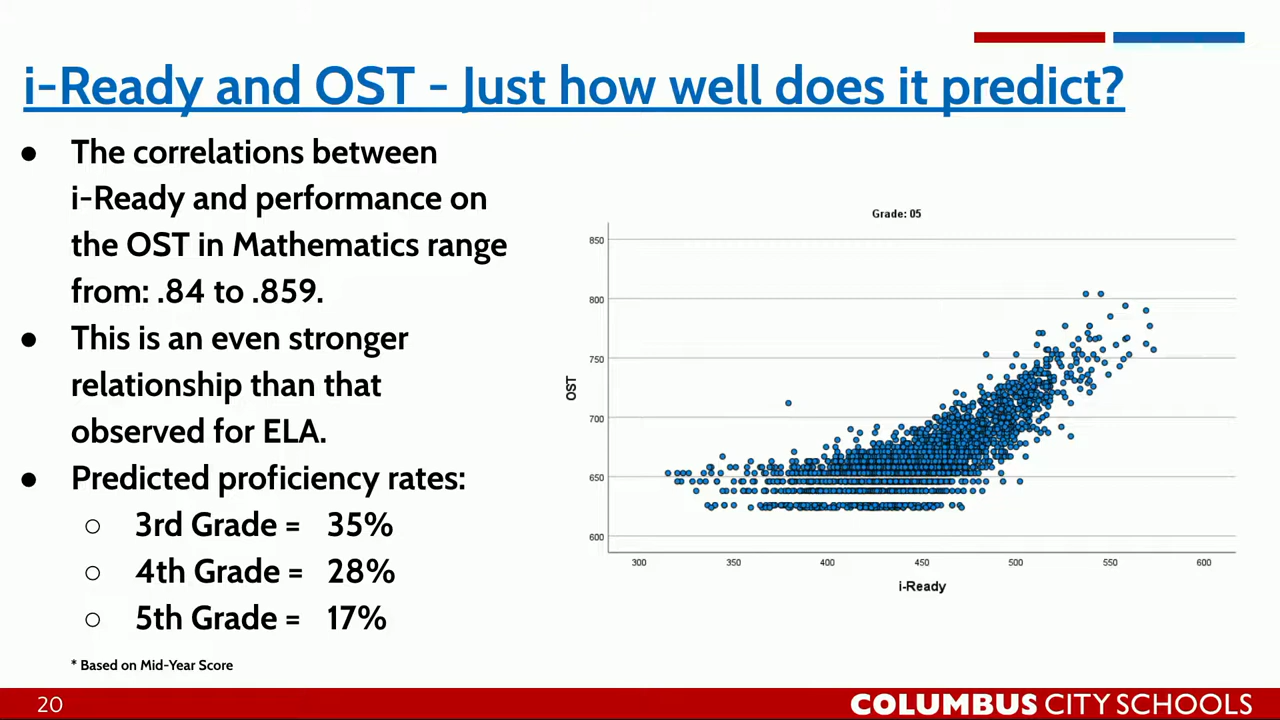 i-Ready and OST - Just how well does it predict?
● The correlations between
i-Ready and performance on
the OST in Mathematics range
from: .84 to .859.
● This is an even stronger
relationship than that
observed for ELA.
● Predicted proficiency rates:
○ 3rd Grade = 35%
○ 4th Grade = 28%
○ 5th Grade = 17%
* Based on Mid-Year Score
Grade: 05
OST
850
800
750
700
650
600
300 350 400 450 500 550 600
i-Ready
20
COLUMBUS CITY SCHOOLS